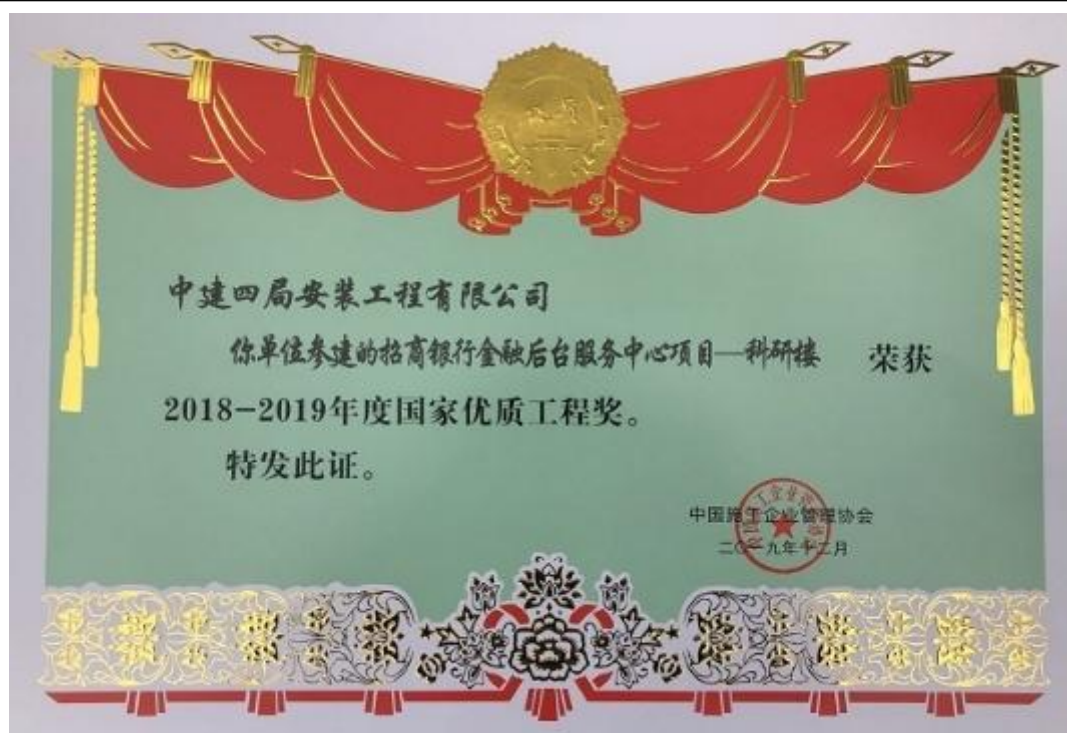 中建四局安装工程有限公司
你单位参建的招商银行金融后台服务中心项目—科研楼 荣获
2018-2019年度国家优质工程奖。
特发此证。
中国施工企业管理协会
二〇一九年十二月